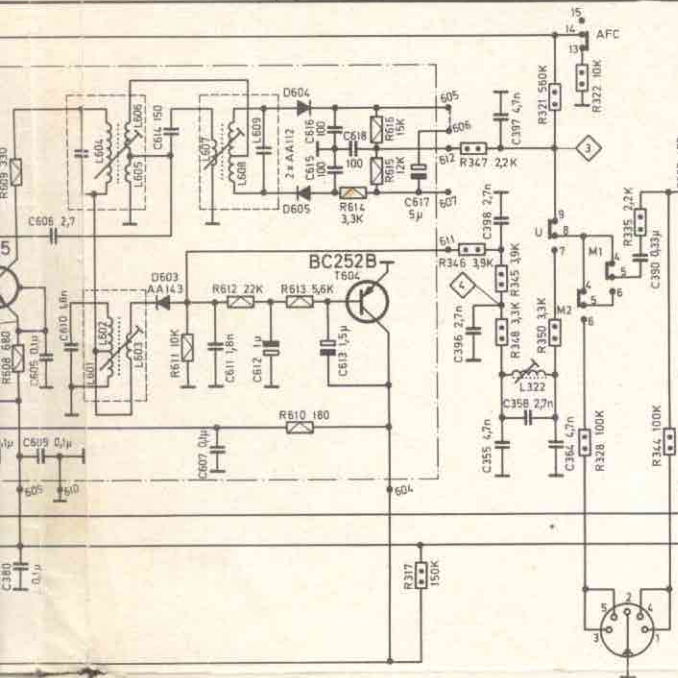 15
14
AFC
13
R322 10K
R321 560K
C397 4,7n
3
D604
605
606
612
607
R347 2,2K
L606
L604
L605
C614 150
L607
L609
L608
2 x AA112
C616
100
C618
100
C615
100
R616
15K
R615
12K
C617
5µ
D605
R614
3,3K
R609 330
C606 2,7
C398 2,7n
611
R346 3,9K
R345 3,9K
4
C396 2,7n
R348 3,3K
9
U
8
7
M1
4
5
6
M2
4
5
6
R335 2,2K
C390 0,33µ
R350 3,3K
L322
C358 2,7n
C355 4,7n
C364 4,7n
R328 100K
R344 100K
5
BC252B
T604
D603
AA143
R612 22K
R613 5,6K
C610 1,8n
L602
L601
L603
R611 10K
C611 1,8n
C612 1µ
C613 1,5µ
R608 680
C605 0,1µ
R610 180
C607 0,1µ
C609 0,1µ
605
610
604
C380
0,1µ
R317
150K
2
5
4
3
1